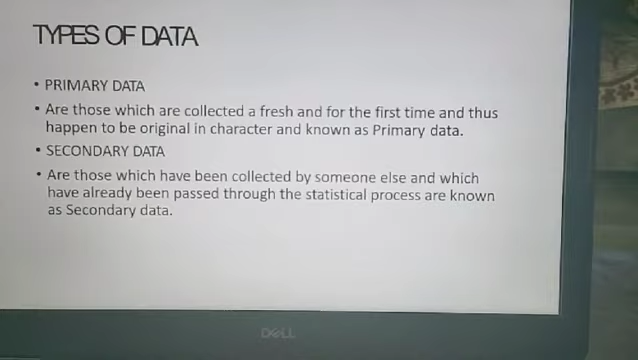 TYPES OF DATA
• PRIMARY DATA
• Are those which are collected a fresh and for the first time and thus
happen to be original in character and known as Primary data.
• SECONDARY DATA
• Are those which have been collected by someone else and which
have already been passed through the statistical process are known
as Secondary data.
DELL